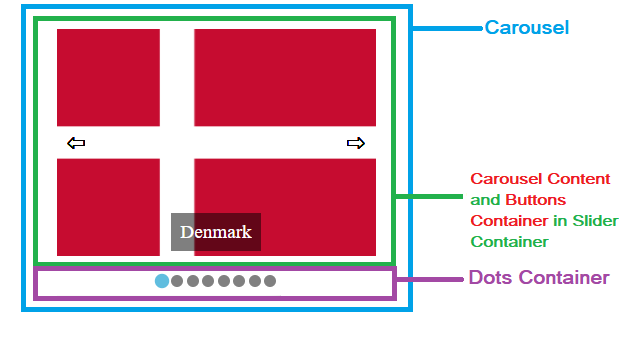 Carousel
⇦
⇨
Carousel Content
and Buttons
Container in Slider
Container
Denmark
Dots Container